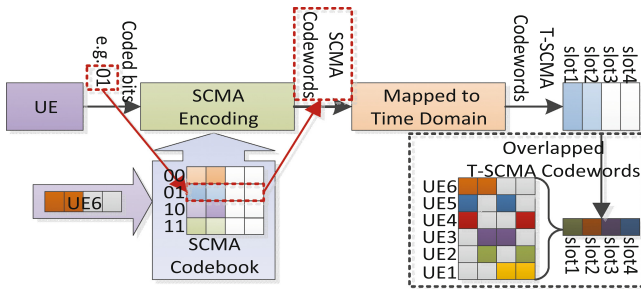 e.g. 01
Coded bits
SCMA
Codewords
T-SCMA
Codewords
slot1
slot2
slot3
slot4
UE
SCMA
Encoding
Mapped to
Time Domain
Overlapped
T-SCMA Codewords
00
01
10
11
UE6
SCMA
Codebook
UE6
UE5
UE4
UE3
UE2
UE1
slot1
slot2
slot3
slot4